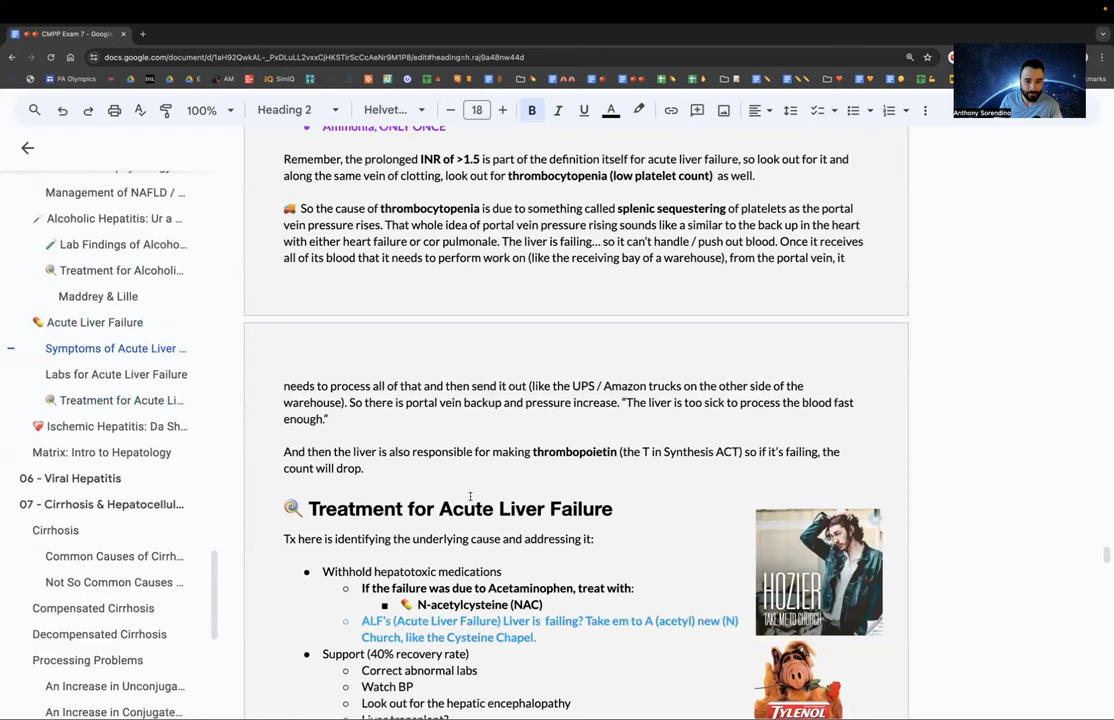 CMPP Exam 7 - Google
docs.google.com/document/d/1aH92QwkAL-_PxDLuLL2vxxCjHKSTirScCcAeNr9M1P8/edit#heading=h.raj9a48nw44d
PA Olympics
E
AM
IQ
SimIQ
Anthony Sorendino
100%
Heading 2
Helvet...
18
B
I
U
A
Management of NAFLD / ...
Alcoholic Hepatitis: Ur a ...
Lab Findings of Alcoho...
Treatment for Alcoholi...
Maddrey & Lille
Acute Liver Failure
Symptoms of Acute Liver ...
Labs for Acute Liver Failure
Treatment for Acute Li...
Ischemic Hepatitis: Da Sh...
Matrix: Intro to Hepatology
06 - Viral Hepatitis
07 - Cirrhosis & Hepatocellul...
Cirrhosis
Common Causes of Cirrh...
Not So Common Causes ...
Compensated Cirrhosis
Decompensated Cirrhosis
Processing Problems
An Increase in Unconjuga...
An Increase in Conjugate...
Ammonia, ONLY ONCE
Remember, the prolonged INR of >1.5 is part of the definition itself for acute liver failure, so look out for it and
along the same vein of clotting, look out for thrombocytopenia (low platelet count) as well.
So the cause of thrombocytopenia is due to something called splenic sequestering of platelets as the portal
vein pressure rises. That whole idea of portal vein pressure rising sounds like a similar to the back up in the heart
with either heart failure or cor pulmonale. The liver is failing... so it can't handle / push out blood. Once it receives
all of its blood that it needs to perform work on (like the receiving bay of a warehouse), from the portal vein, it
needs to process all of that and then send it out (like the UPS / Amazon trucks on the other side of the
warehouse). So there is portal vein backup and pressure increase. "The liver is too sick to process the blood fast
enough."
And then the liver is also responsible for making thrombopoietin (the T in Synthesis ACT) so if it's failing, the
count will drop.
Treatment for Acute Liver Failure
Tx here is identifying the underlying cause and addressing it:
Withhold hepatotoxic medications
If the failure was due to Acetaminophen, treat with:
N-acetylcysteine (NAC)
ALF's (Acute Liver Failure) Liver is failing? Take em to A (acetyl) new (N)
Church, like the Cysteine Chapel.
Support (40% recovery rate)
Correct abnormal labs
Watch BP
Look out for the hepatic encephalopathy
Liver transplant?
HOZIER
TAKE ME TO CHURCH
TYLENOL